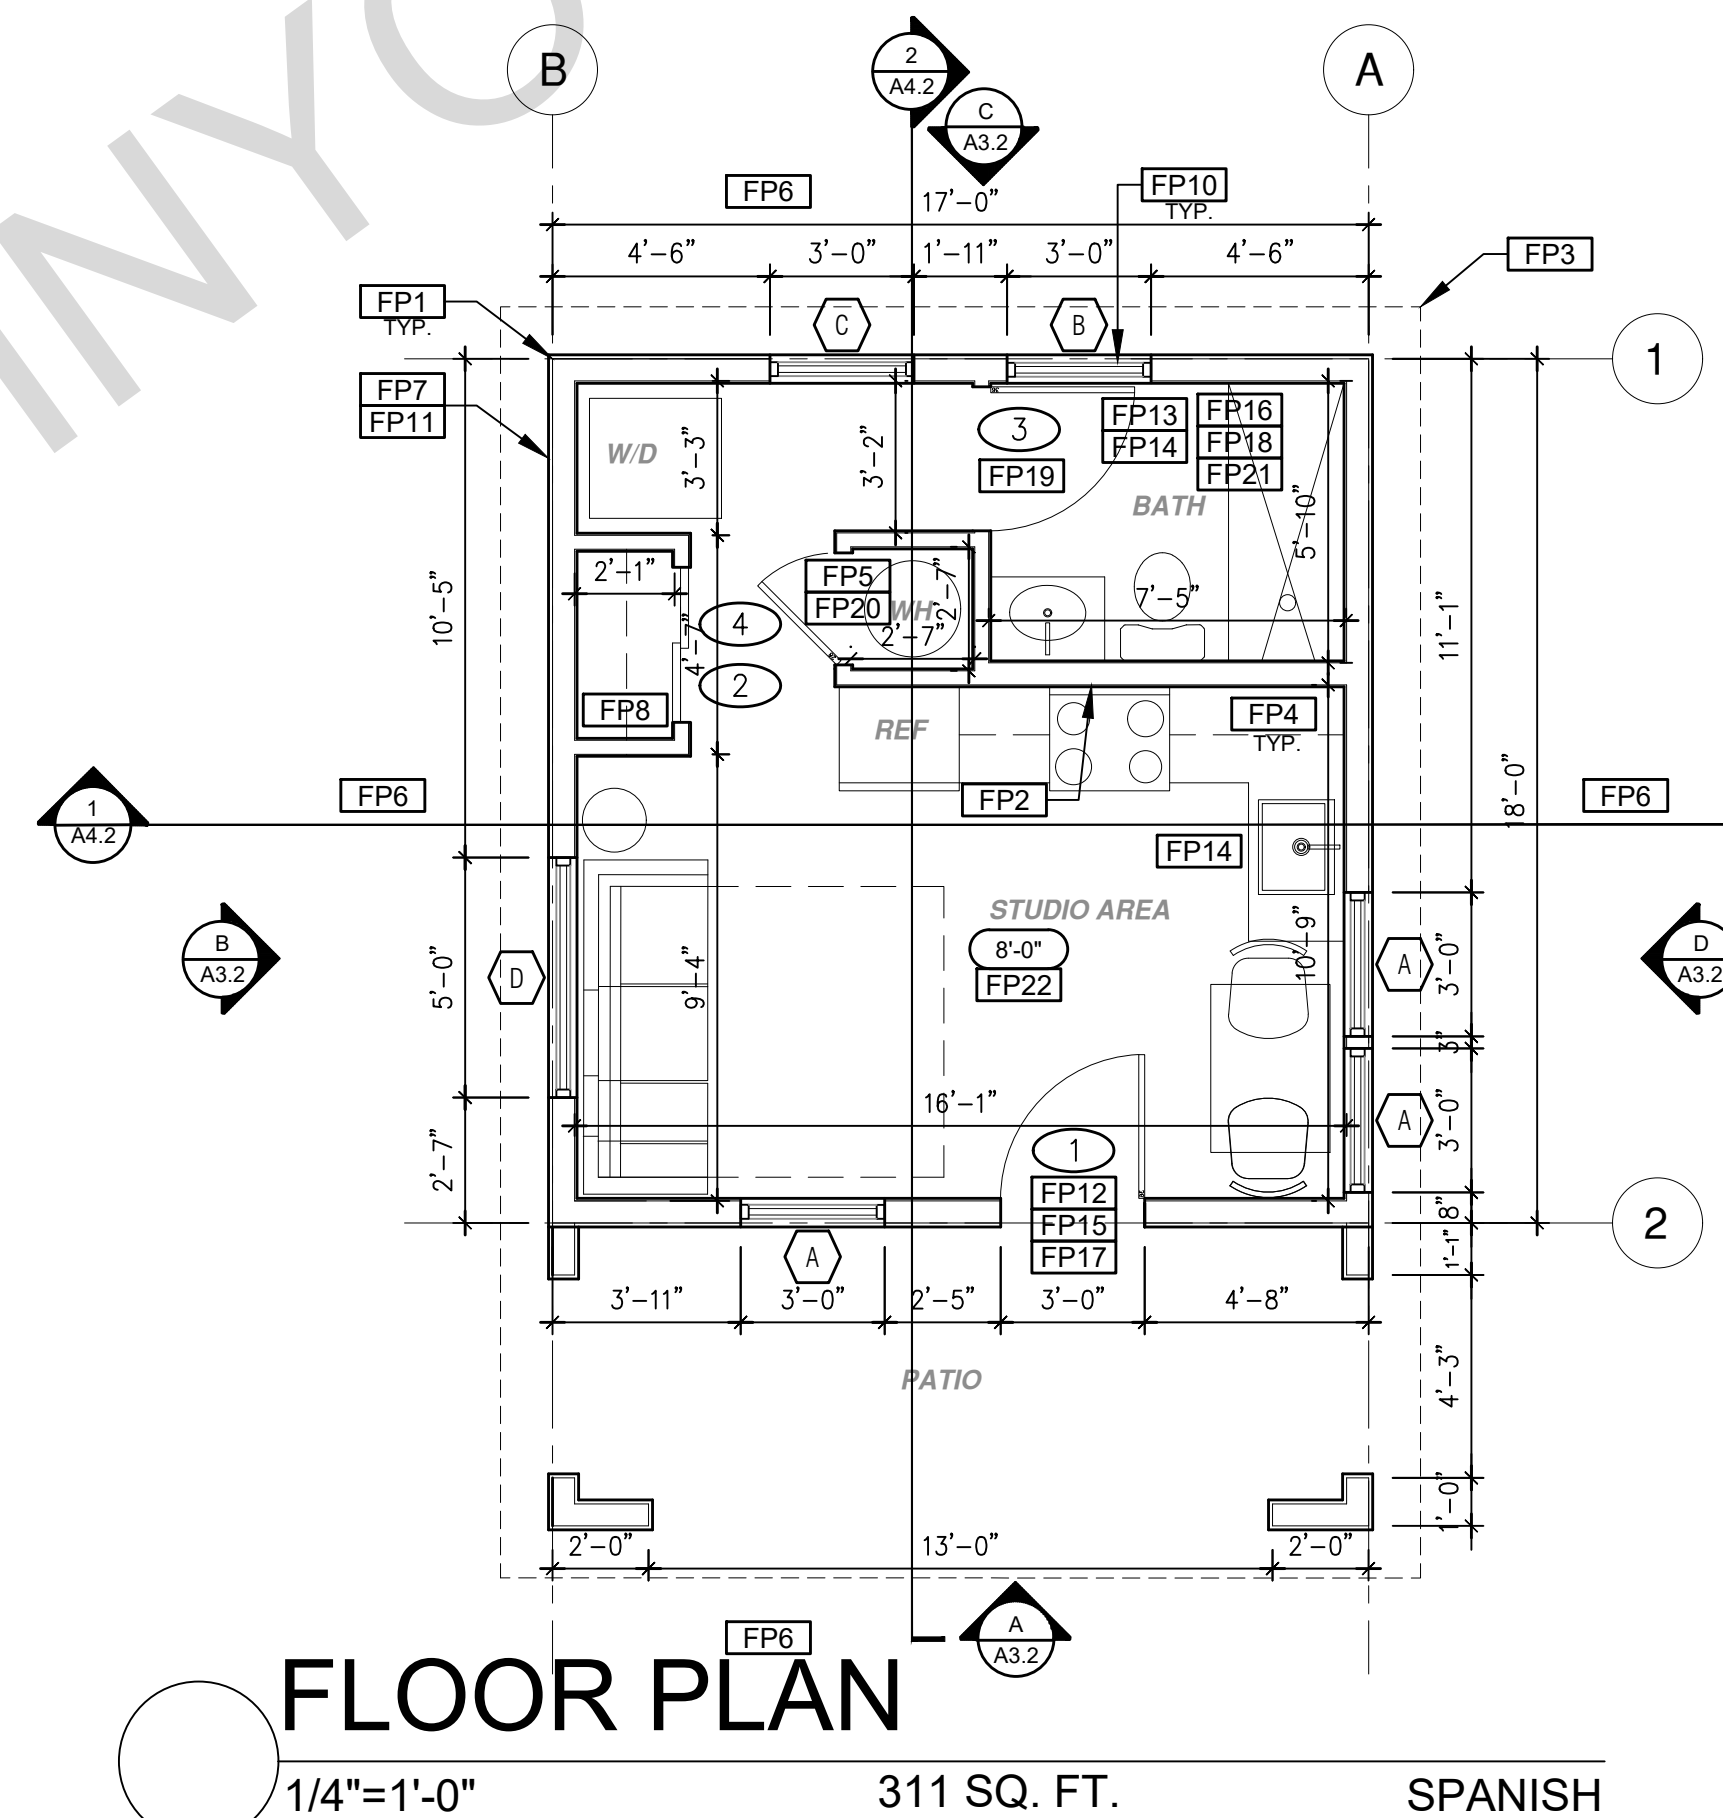 INYO
B
2
A4.2
A
C
A3.2
FP6
FP10
TYP.
17'-0"
4'-6"
3'-0"
1'-11"
3'-0"
4'-6"
FP3
FP1
TYP.
C
B
1
FP7
FP11
W/D
3'-3"
3'-2"
3
FP19
FP13
FP14
FP16
FP18
FP21
BATH
5'-10"
10'-5"
2'-1"
4
4'-7"
2
FP5
FP20
WH
2'-7"
2'-7"
7'-5"
11'-1"
FP8
REF
FP4
TYP.
1
A4.2
FP6
FP2
18'-0"
FP6
FP14
STUDIO AREA
8'-0"
FP22
10'-9"
B
A3.2
5'-0"
D
9'-4"
A
3'-0"
D
A3.2
3"
16'-1"
A
3'-0"
2'-7"
1
FP12
FP15
FP17
8"
2
1'-1"
A
3'-11"
3'-0"
2'-5"
3'-0"
4'-8"
PATIO
4'-3"
1'-0"
2'-0"
13'-0"
2'-0"
FP6
A
A3.2
FLOOR PLAN
1/4"=1'-0"
311 SQ. FT.
SPANISH